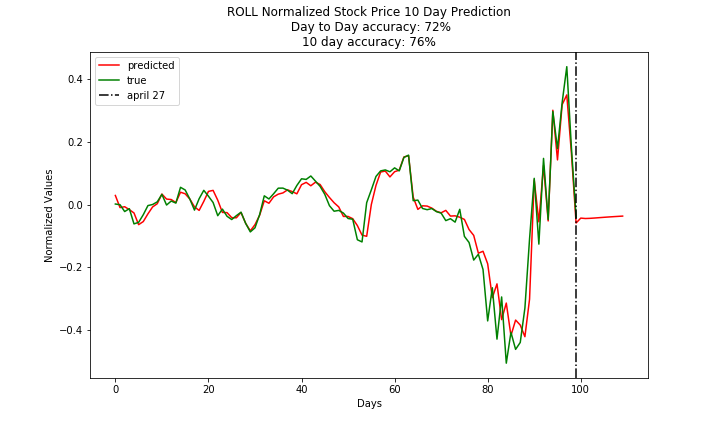 ROLL Normalized Stock Price 10 Day Prediction
Day to Day accuracy: 72%
10 day accuracy: 76%
predicted
true
april 27
Normalized Values
0.4
0.2
0.0
−0.2
−0.4
0 20 40 60 80 100
Days